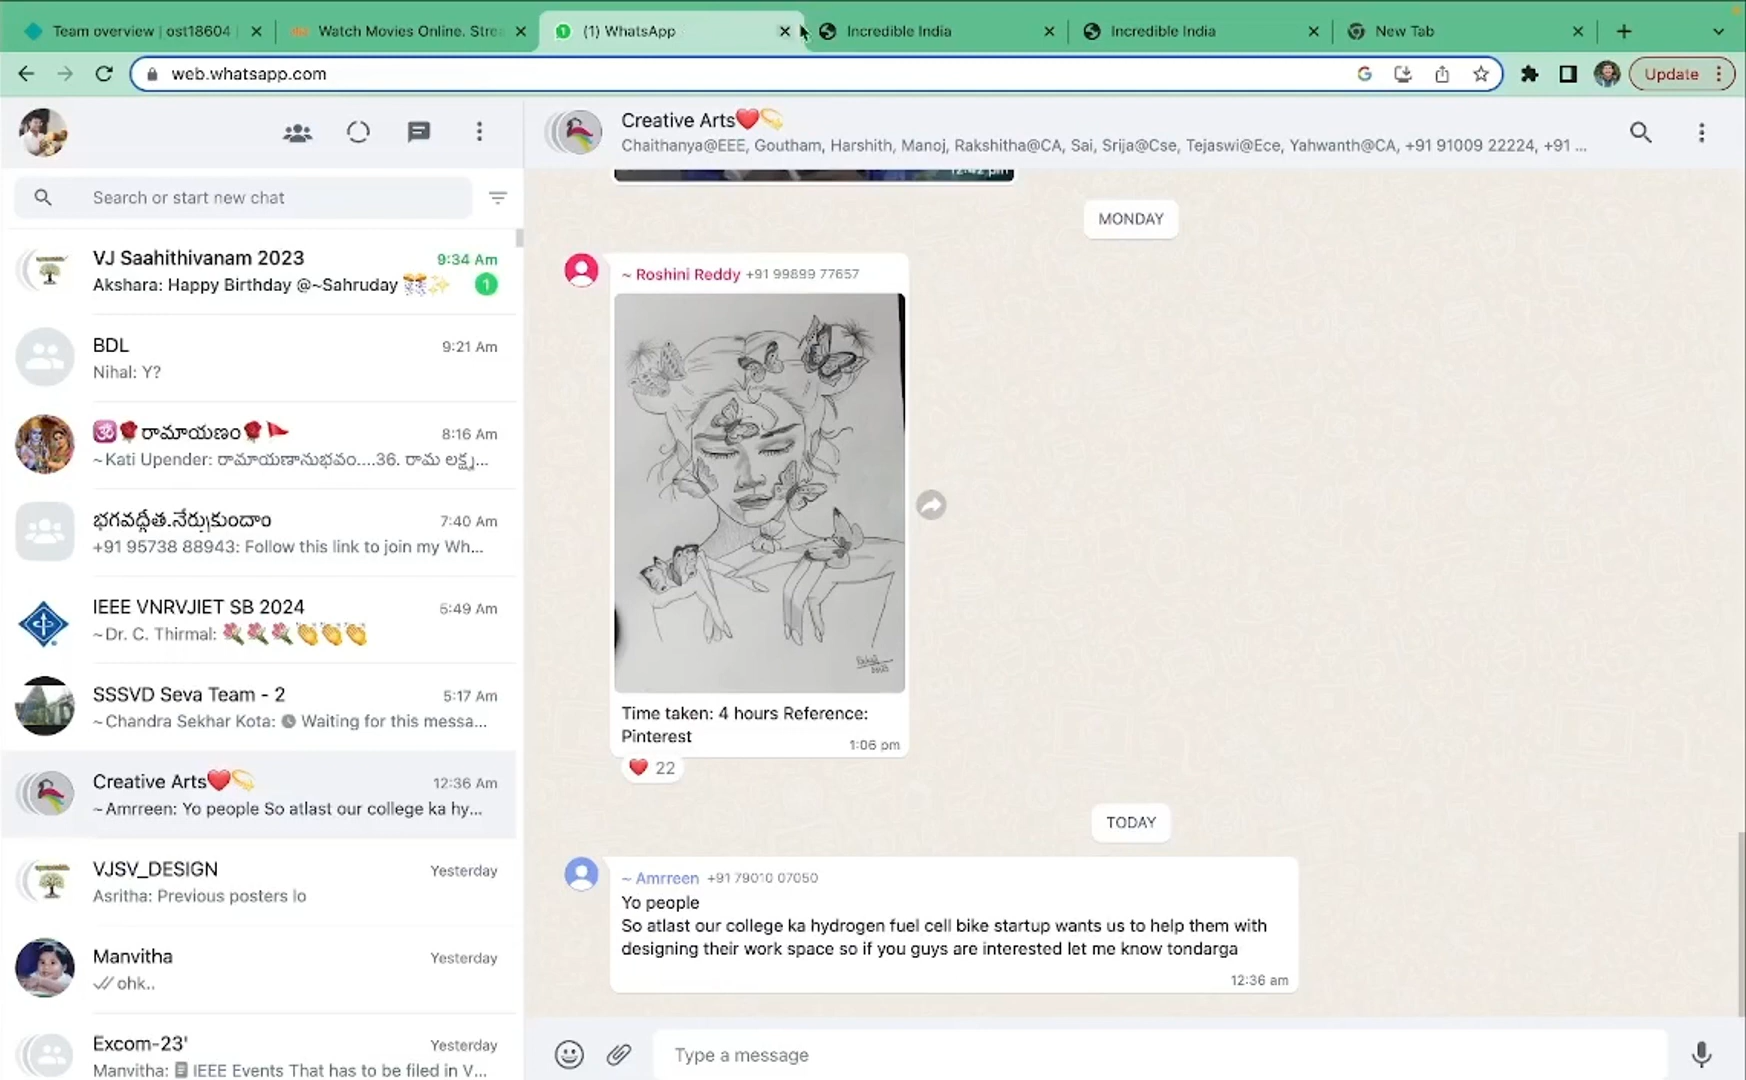 Team overview | ost18604
Watch Movies Online. Stre
(1) WhatsApp
Incredible India
Incredible India
New Tab
web.whatsapp.com
Update
Creative Arts❤️💫
Chaithanya@EEE, Goutham, Harshith, Manoj, Rakshitha@CA, Sai, Srija@Cse, Tejaswi@Ece, Yahwanth@CA, +91 91009 22224, +91 ...
Search or start new chat
VJ Saahithivanam 2023
9:34 Am
Akshara: Happy Birthday @~Sahruday 🎊✨
1
BDL
9:21 Am
Nihal: Y?
🕉️🌹రామాయణం🌹🚩
8:16 Am
~Kati Upender: రామాయణానుభవం....36. రామ లక్ష్మ...
భగవద్గీత.నేర్చుకుందాం
7:40 Am
+91 95738 88943: Follow this link to join my Wh...
IEEE VNRVJIET SB 2024
5:49 Am
~Dr. C. Thirmal: 💐💐💐👏👏👏
SSSVD Seva Team - 2
5:17 Am
~Chandra Sekhar Kota: Waiting for this messa...
Creative Arts❤️💫
12:36 Am
~Amrreen: Yo people So atlast our college ka hy...
VJSV_DESIGN
Yesterday
Asritha: Previous posters lo
Manvitha
Yesterday
ohk..
Excom-23'
Yesterday
Manvitha: IEEE Events That has to be filed in V...
12:42 pm
MONDAY
~ Roshini Reddy +91 99899 77657
Time taken: 4 hours Reference:
Pinterest
1:06 pm
❤️ 22
TODAY
~ Amrreen +91 79010 07050
Yo people
So atlast our college ka hydrogen fuel cell bike startup wants us to help them with
designing their work space so if you guys are interested let me know tondarga
12:36 am
Type a message